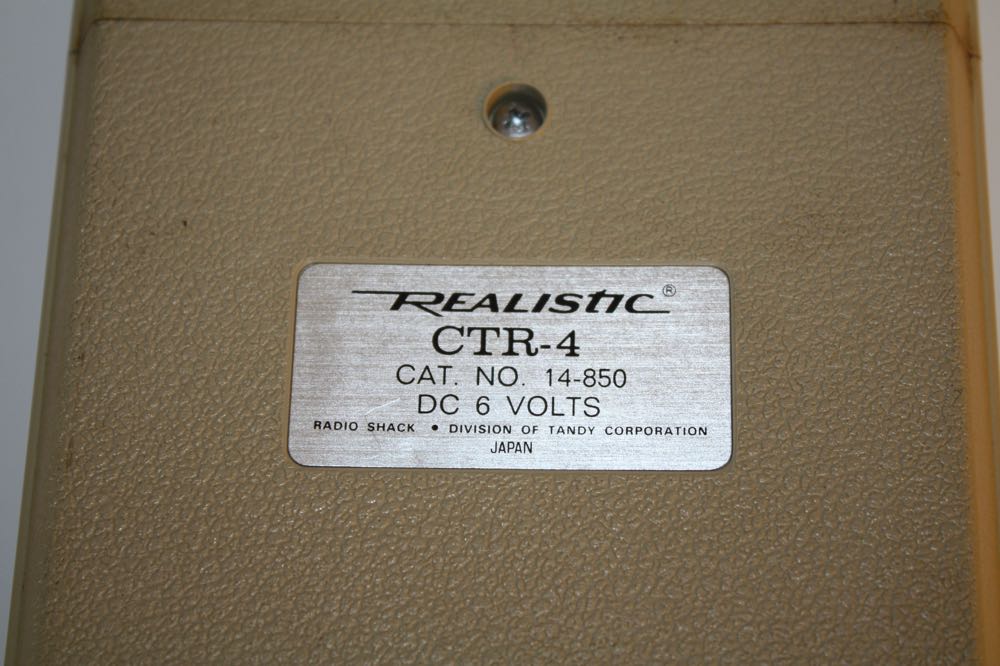 REALISTIC®
CTR-4
CAT. NO. 14-850
DC 6 VOLTS
RADIO SHACK • DIVISION OF TANDY CORPORATION
JAPAN